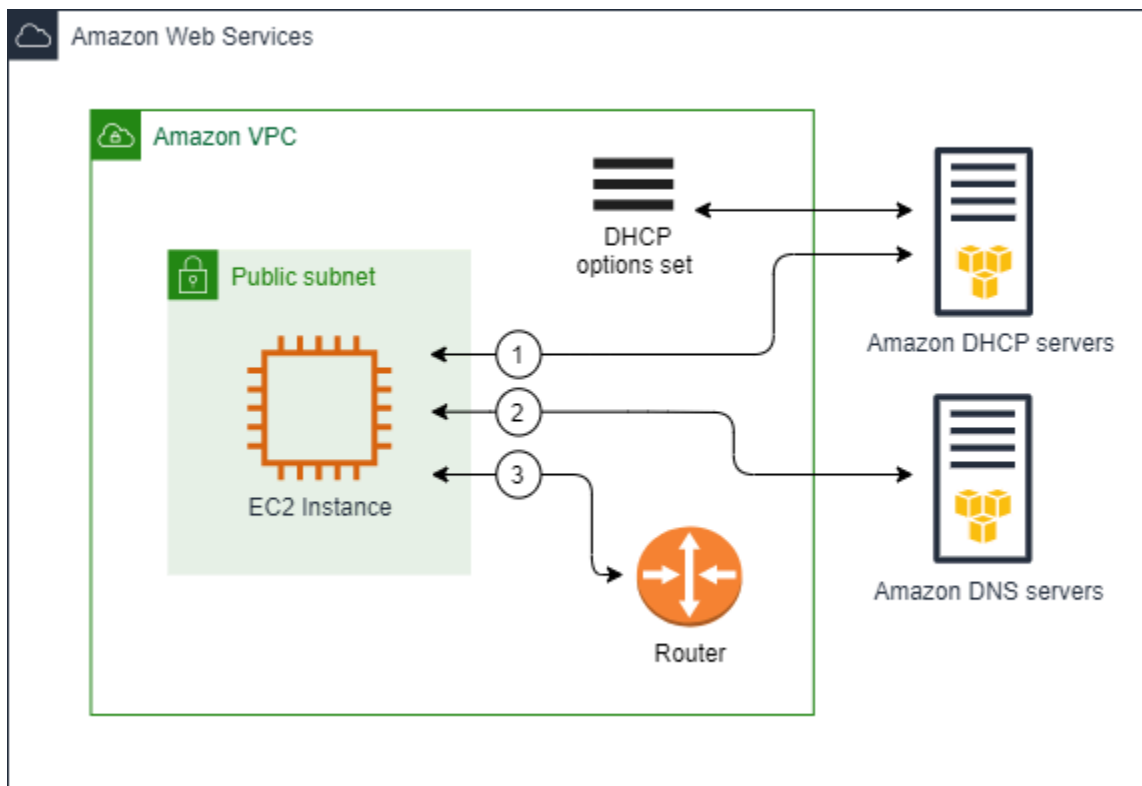 Amazon Web Services
Amazon VPC
DHCP
options set
Public subnet
1
Amazon DHCP servers
2
3
EC2 Instance
Amazon DNS servers
Router